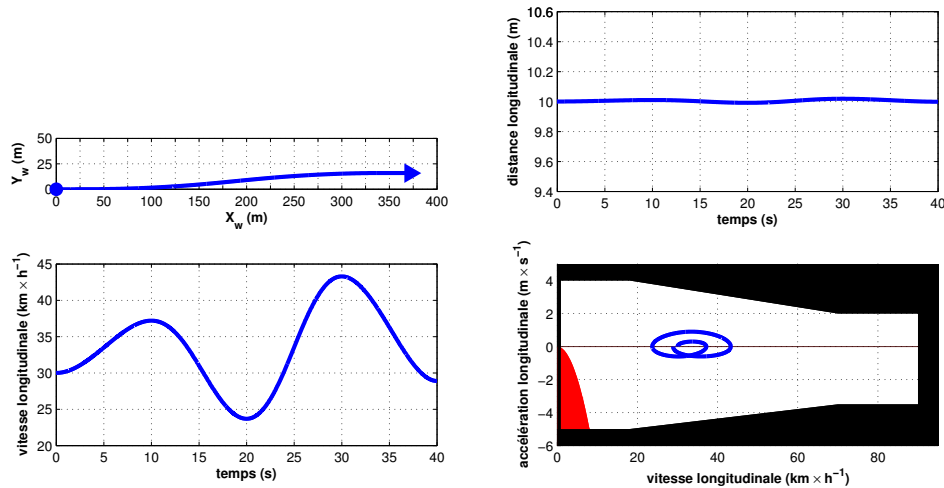 50
25
0
Y_w (m)
0 50 100 150 200 250 300 350 400
X_w (m)
10.6
10.4
10.2
10
9.8
9.6
9.4
distance longitudinale (m)
0 5 10 15 20 25 30 35 40
temps (s)
45
40
35
30
25
20
vitesse longitudinale (km × h⁻¹)
0 5 10 15 20 25 30 35 40
temps (s)
4
2
0
−2
−4
−6
accélération longitudinale (m × s⁻¹)
0 20 40 60 80
vitesse longitudinale (km × h⁻¹)